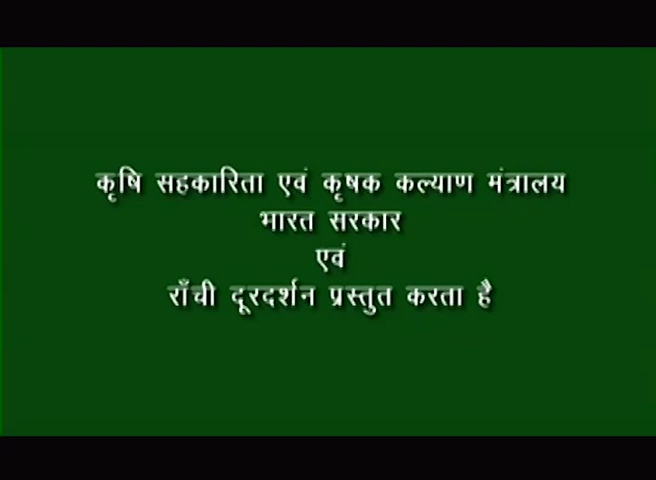 कृषि सहकारिता एवं कृषक कल्याण मंत्रालय
भारत सरकार
एवं
राँची दूरदर्शन प्रस्तुत करता है